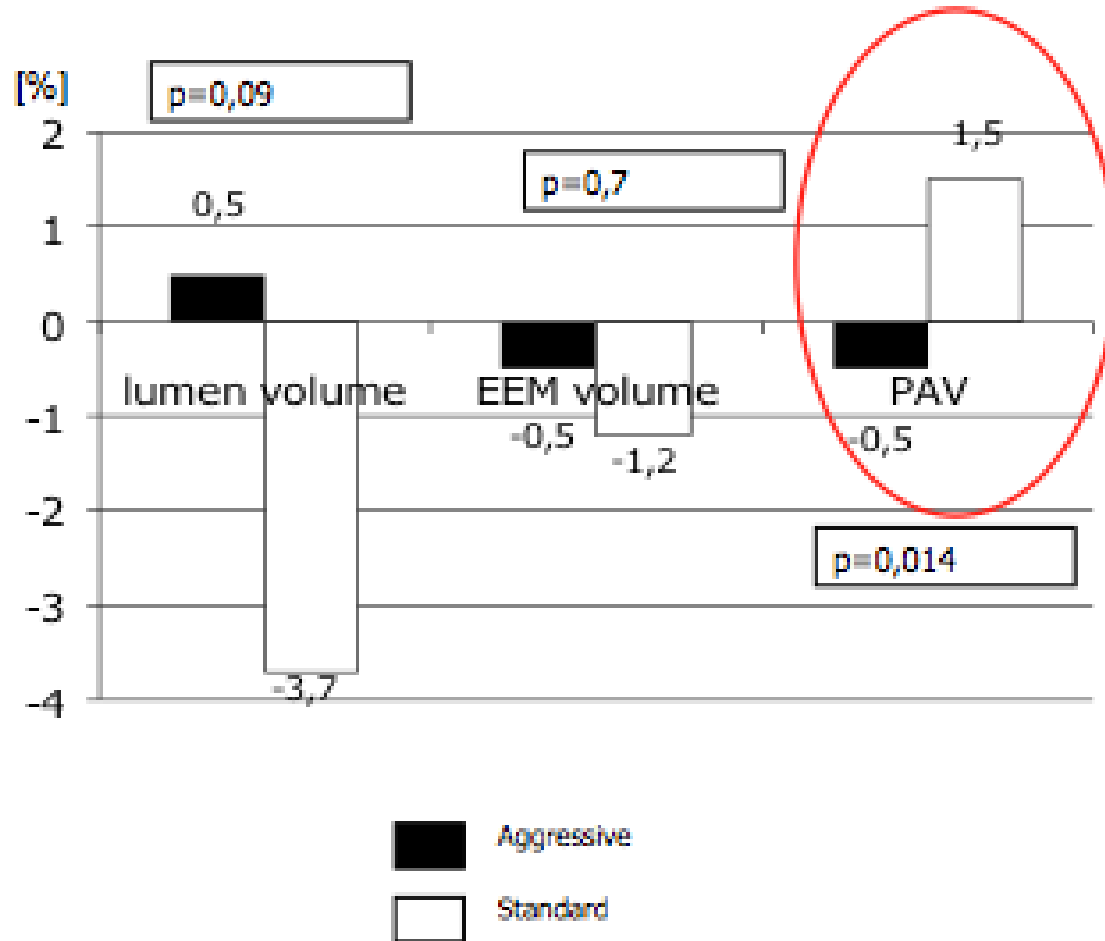 [%]
p=0,09
2
1,5
p=0,7
0,5
1
0
lumen volume EEM volume PAV
-1
-0,5 -1,2 -0,5
-2
p=0,014
-3
-3,7
-4
Aggressive
Standard